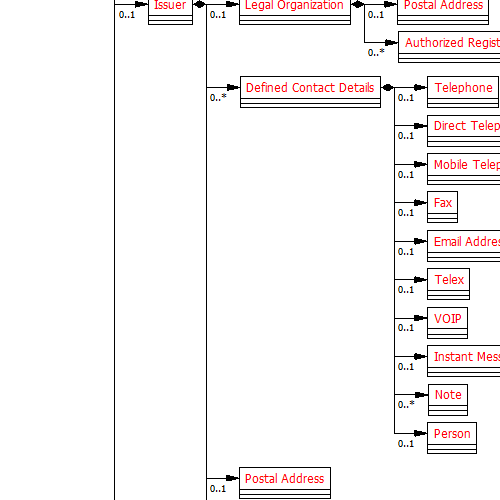 Issuer
Legal Organization
Postal Address
0..1
0..1
0..1
Authorized Regist
0..*
Defined Contact Details
Telephone
0..*
0..1
Direct Telep
0..1
Mobile Telep
0..1
Fax
0..1
Email Addres
0..1
Telex
0..1
VOIP
0..1
Instant Mess
0..1
Note
0..*
Person
0..1
Postal Address
0..1